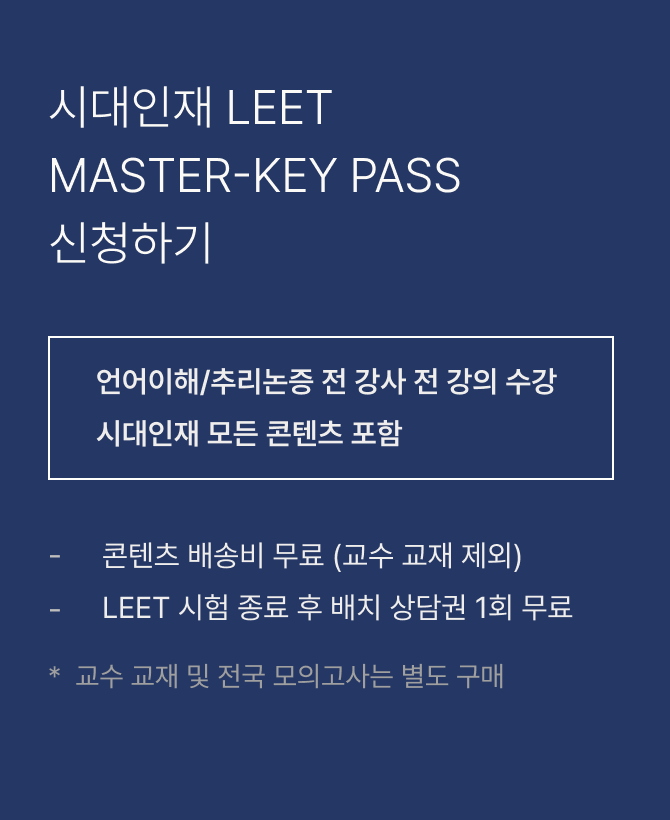 시대인재 LEET
MASTER-KEY PASS
신청하기
언어이해/추리논증 전 강사 전 강의 수강
시대인재 모든 콘텐츠 포함
- 콘텐츠 배송비 무료 (교수 교재 제외)
- LEET 시험 종료 후 배치 상담권 1회 무료
* 교수 교재 및 전국 모의고사는 별도 구매